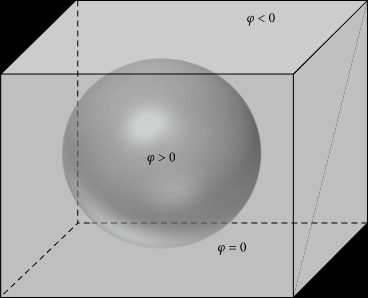 φ < 0
φ > 0
φ = 0